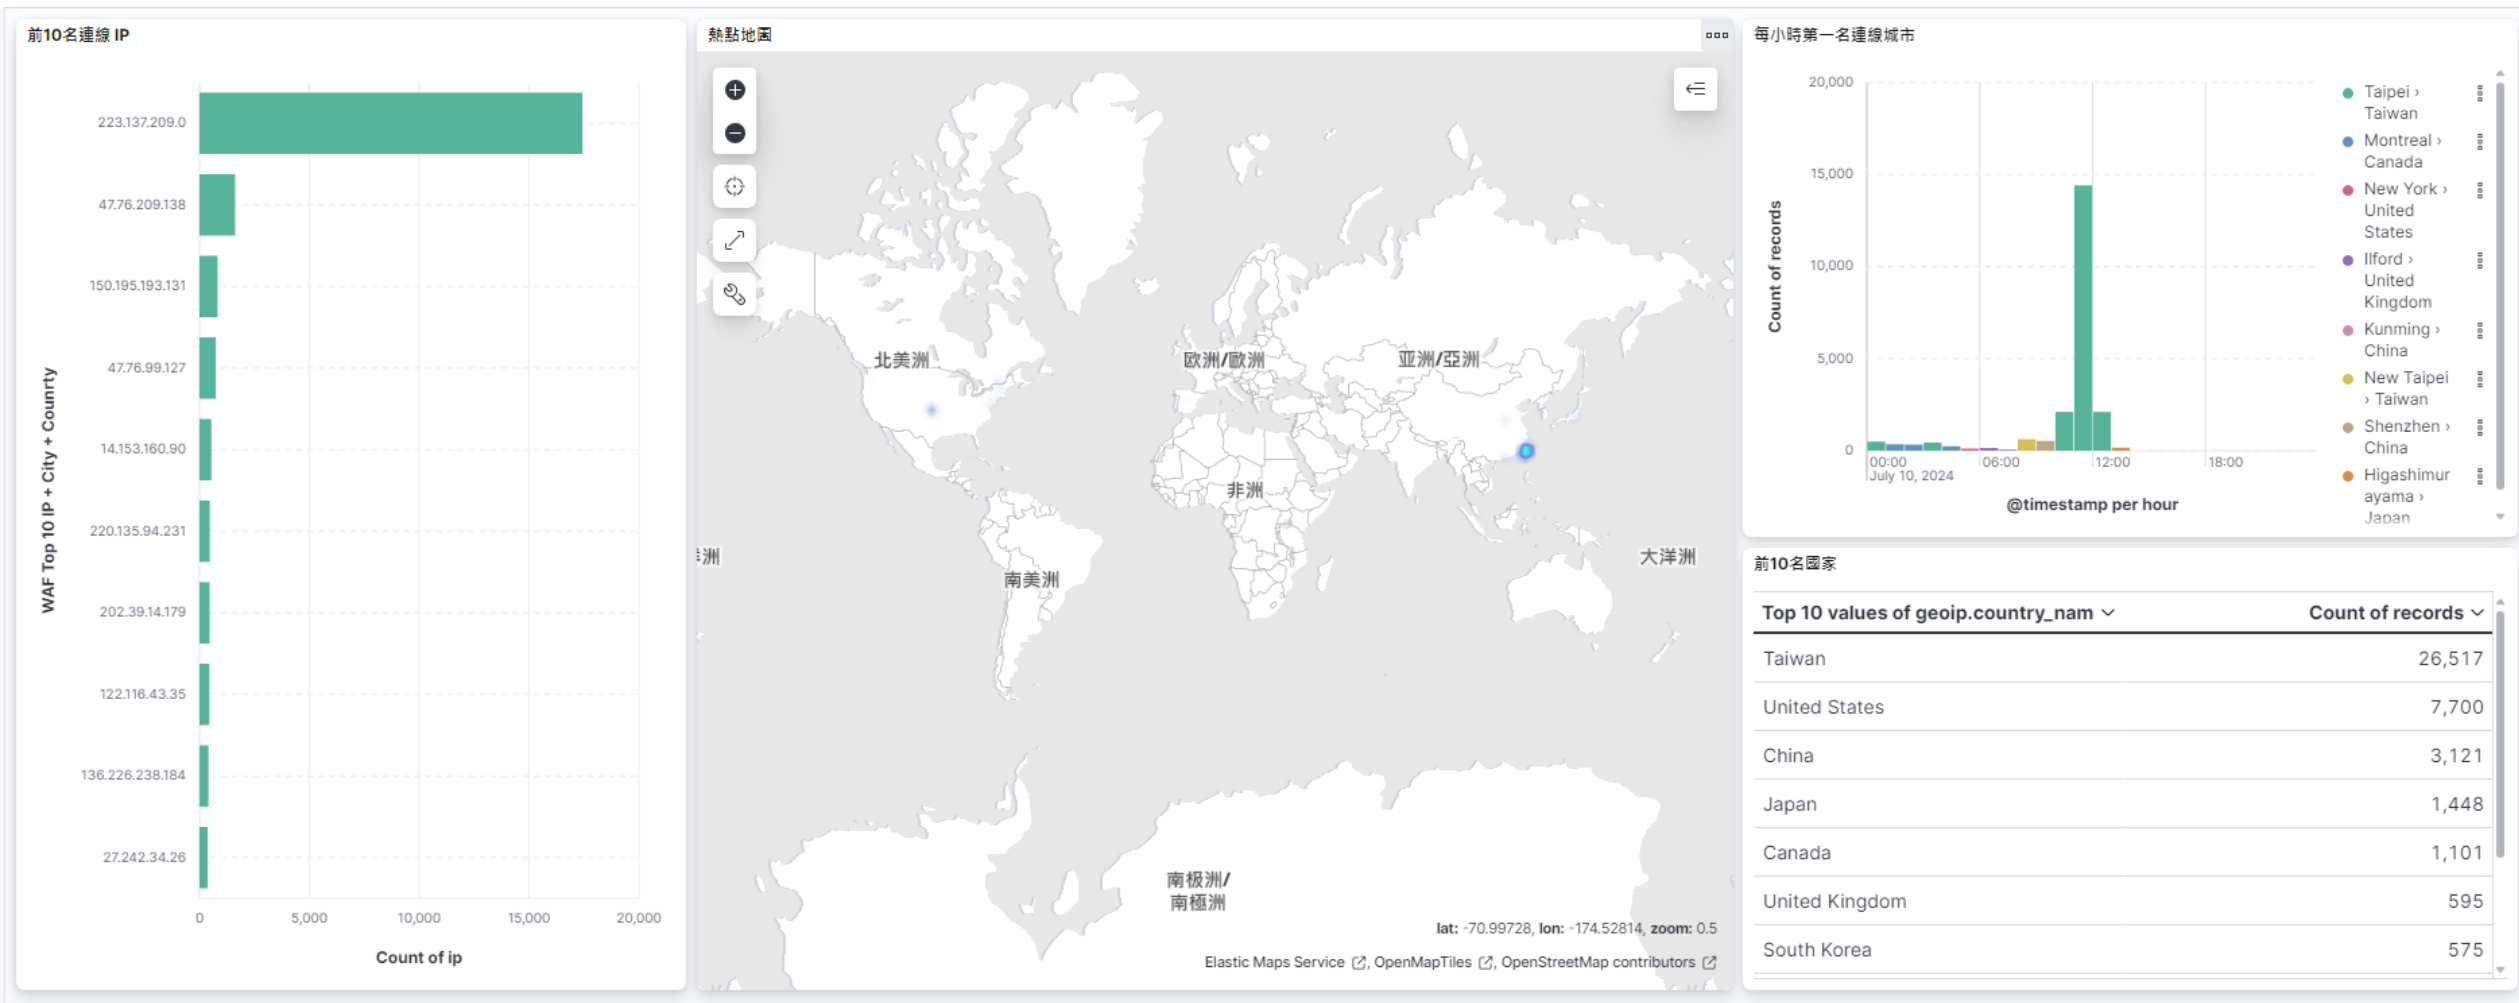 前10名連線 IP
WAF Top 10 IP + City + Counrty
223.137.209.0
47.76.209.138
150.195.193.131
47.76.99.127
14.153.160.90
220.135.94.231
202.39.14.179
122.116.43.35
136.226.238.184
27.242.34.26
0
5,000
10,000
15,000
20,000
Count of ip
熱點地圖
北美洲
欧洲/歐洲
亚洲/亞洲
非洲
洲
大洋洲
南美洲
南极洲/
南極洲
lat: -70.99728, lon: -174.52814, zoom: 0.5
Elastic Maps Service , OpenMapTiles , OpenStreetMap contributors
每小時第一名連線城市
Count of records
20,000
15,000
10,000
5,000
0
00:00
06:00
12:00
18:00
July 10, 2024
@timestamp per hour
Taipei ›
Taiwan
Montreal ›
Canada
New York ›
United
States
Ilford ›
United
Kingdom
Kunming ›
China
New Taipei
› Taiwan
Shenzhen ›
China
Higashimur
ayama ›
Japan
前10名國家
Top 10 values of geoip.country_nam
Count of records
Taiwan
26,517
United States
7,700
China
3,121
Japan
1,448
Canada
1,101
United Kingdom
595
South Korea
575